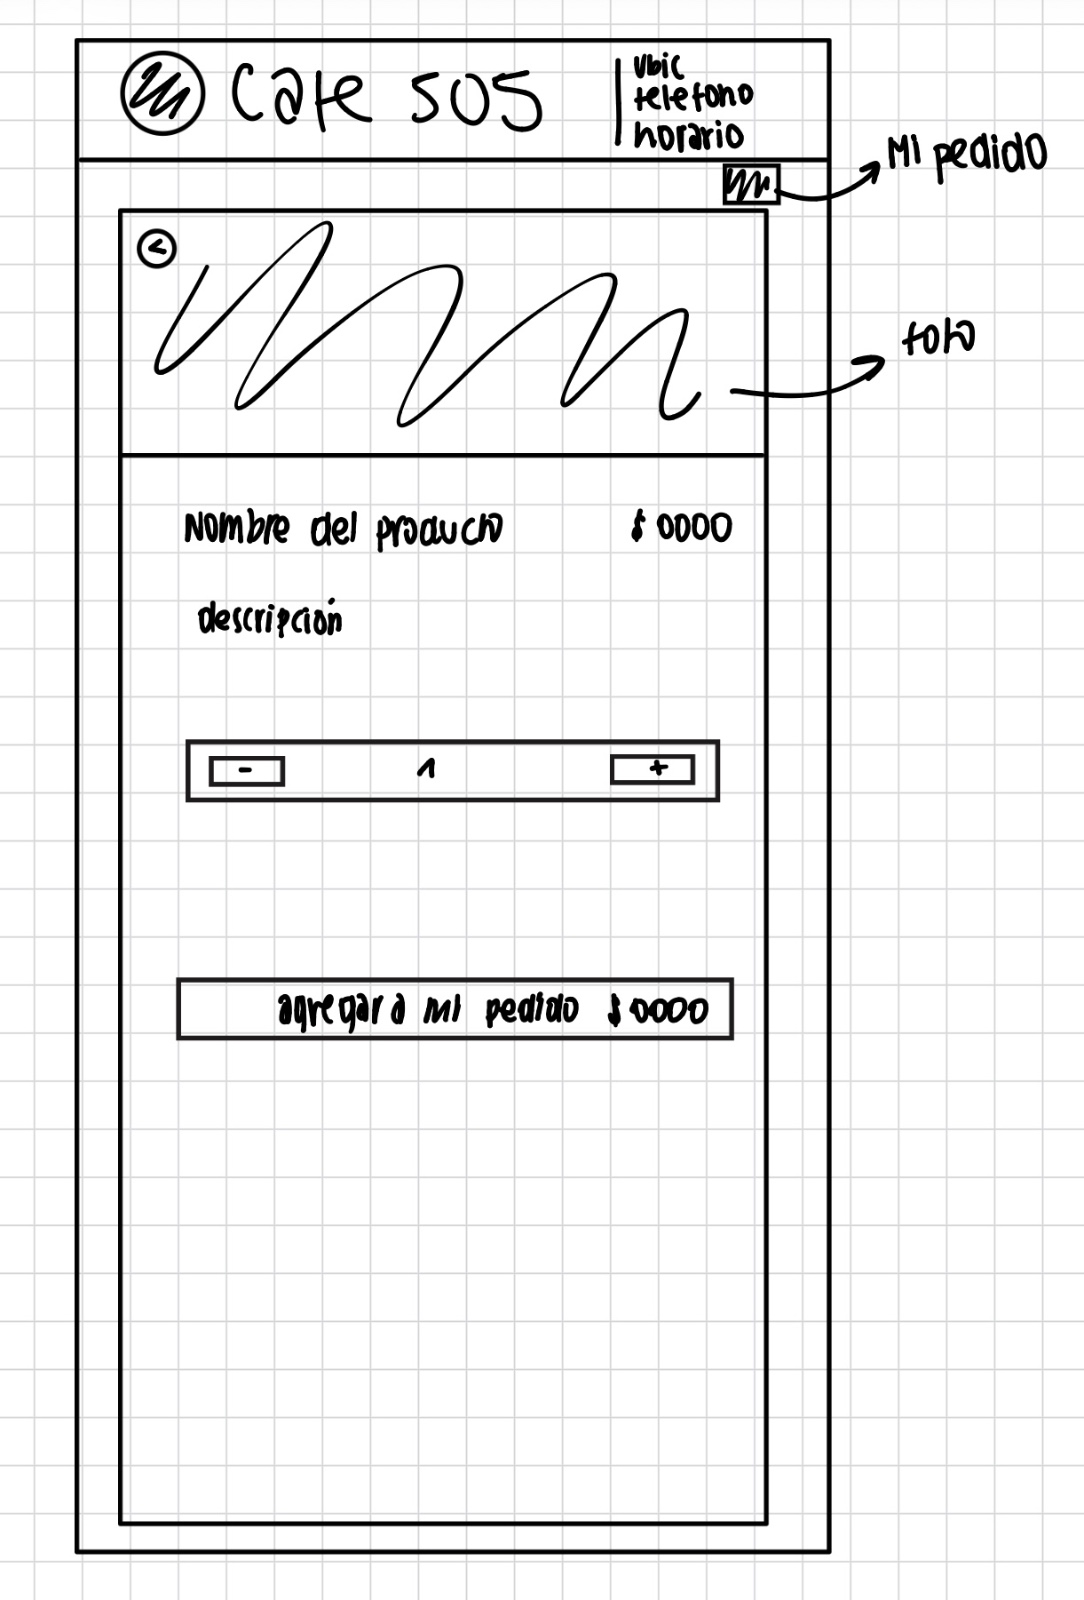 Cafe 505
Ubic
telefono
horario
Mi pedido
<
foto
Nombre del producto $ 0000
descripción
- 1 +
agregar a mi pedido $ 0000